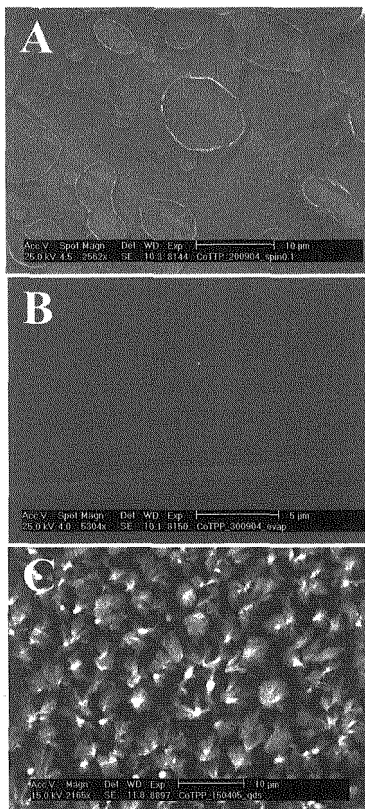 A
Acc.V Spot Magn Det WD Exp 10 µm
25.0 kV 4.5 2562x SE 10.3 8144 CoTTP_200904_spin0.1
B
Acc.V Spot Magn Det WD Exp 5 µm
25.0 kV 4.0 5304x SE 10.1 8150 CoTPP_300904_evap
C
Acc.V Spot Magn Det WD Exp 10 µm
15.0 kV 2165x SE 11.8 8897 CoTPP_150405_gds